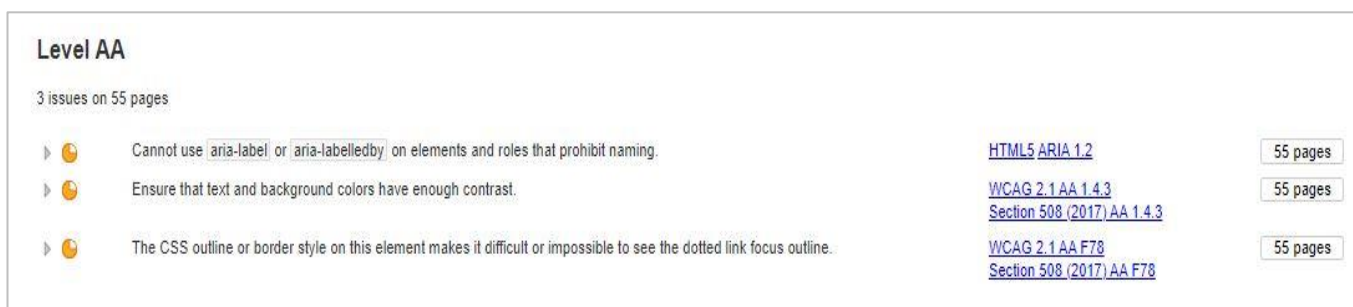 Level AA
3 issues on 55 pages
Cannot use aria-label or aria-labelledby on elements and roles that prohibit naming. HTML5 ARIA 1.2 55 pages
Ensure that text and background colors have enough contrast. WCAG 2.1 AA 1.4.3 55 pages
Section 508 (2017) AA 1.4.3
The CSS outline or border style on this element makes it difficult or impossible to see the dotted link focus outline. WCAG 2.1 AA F78 55 pages
Section 508 (2017) AA F78